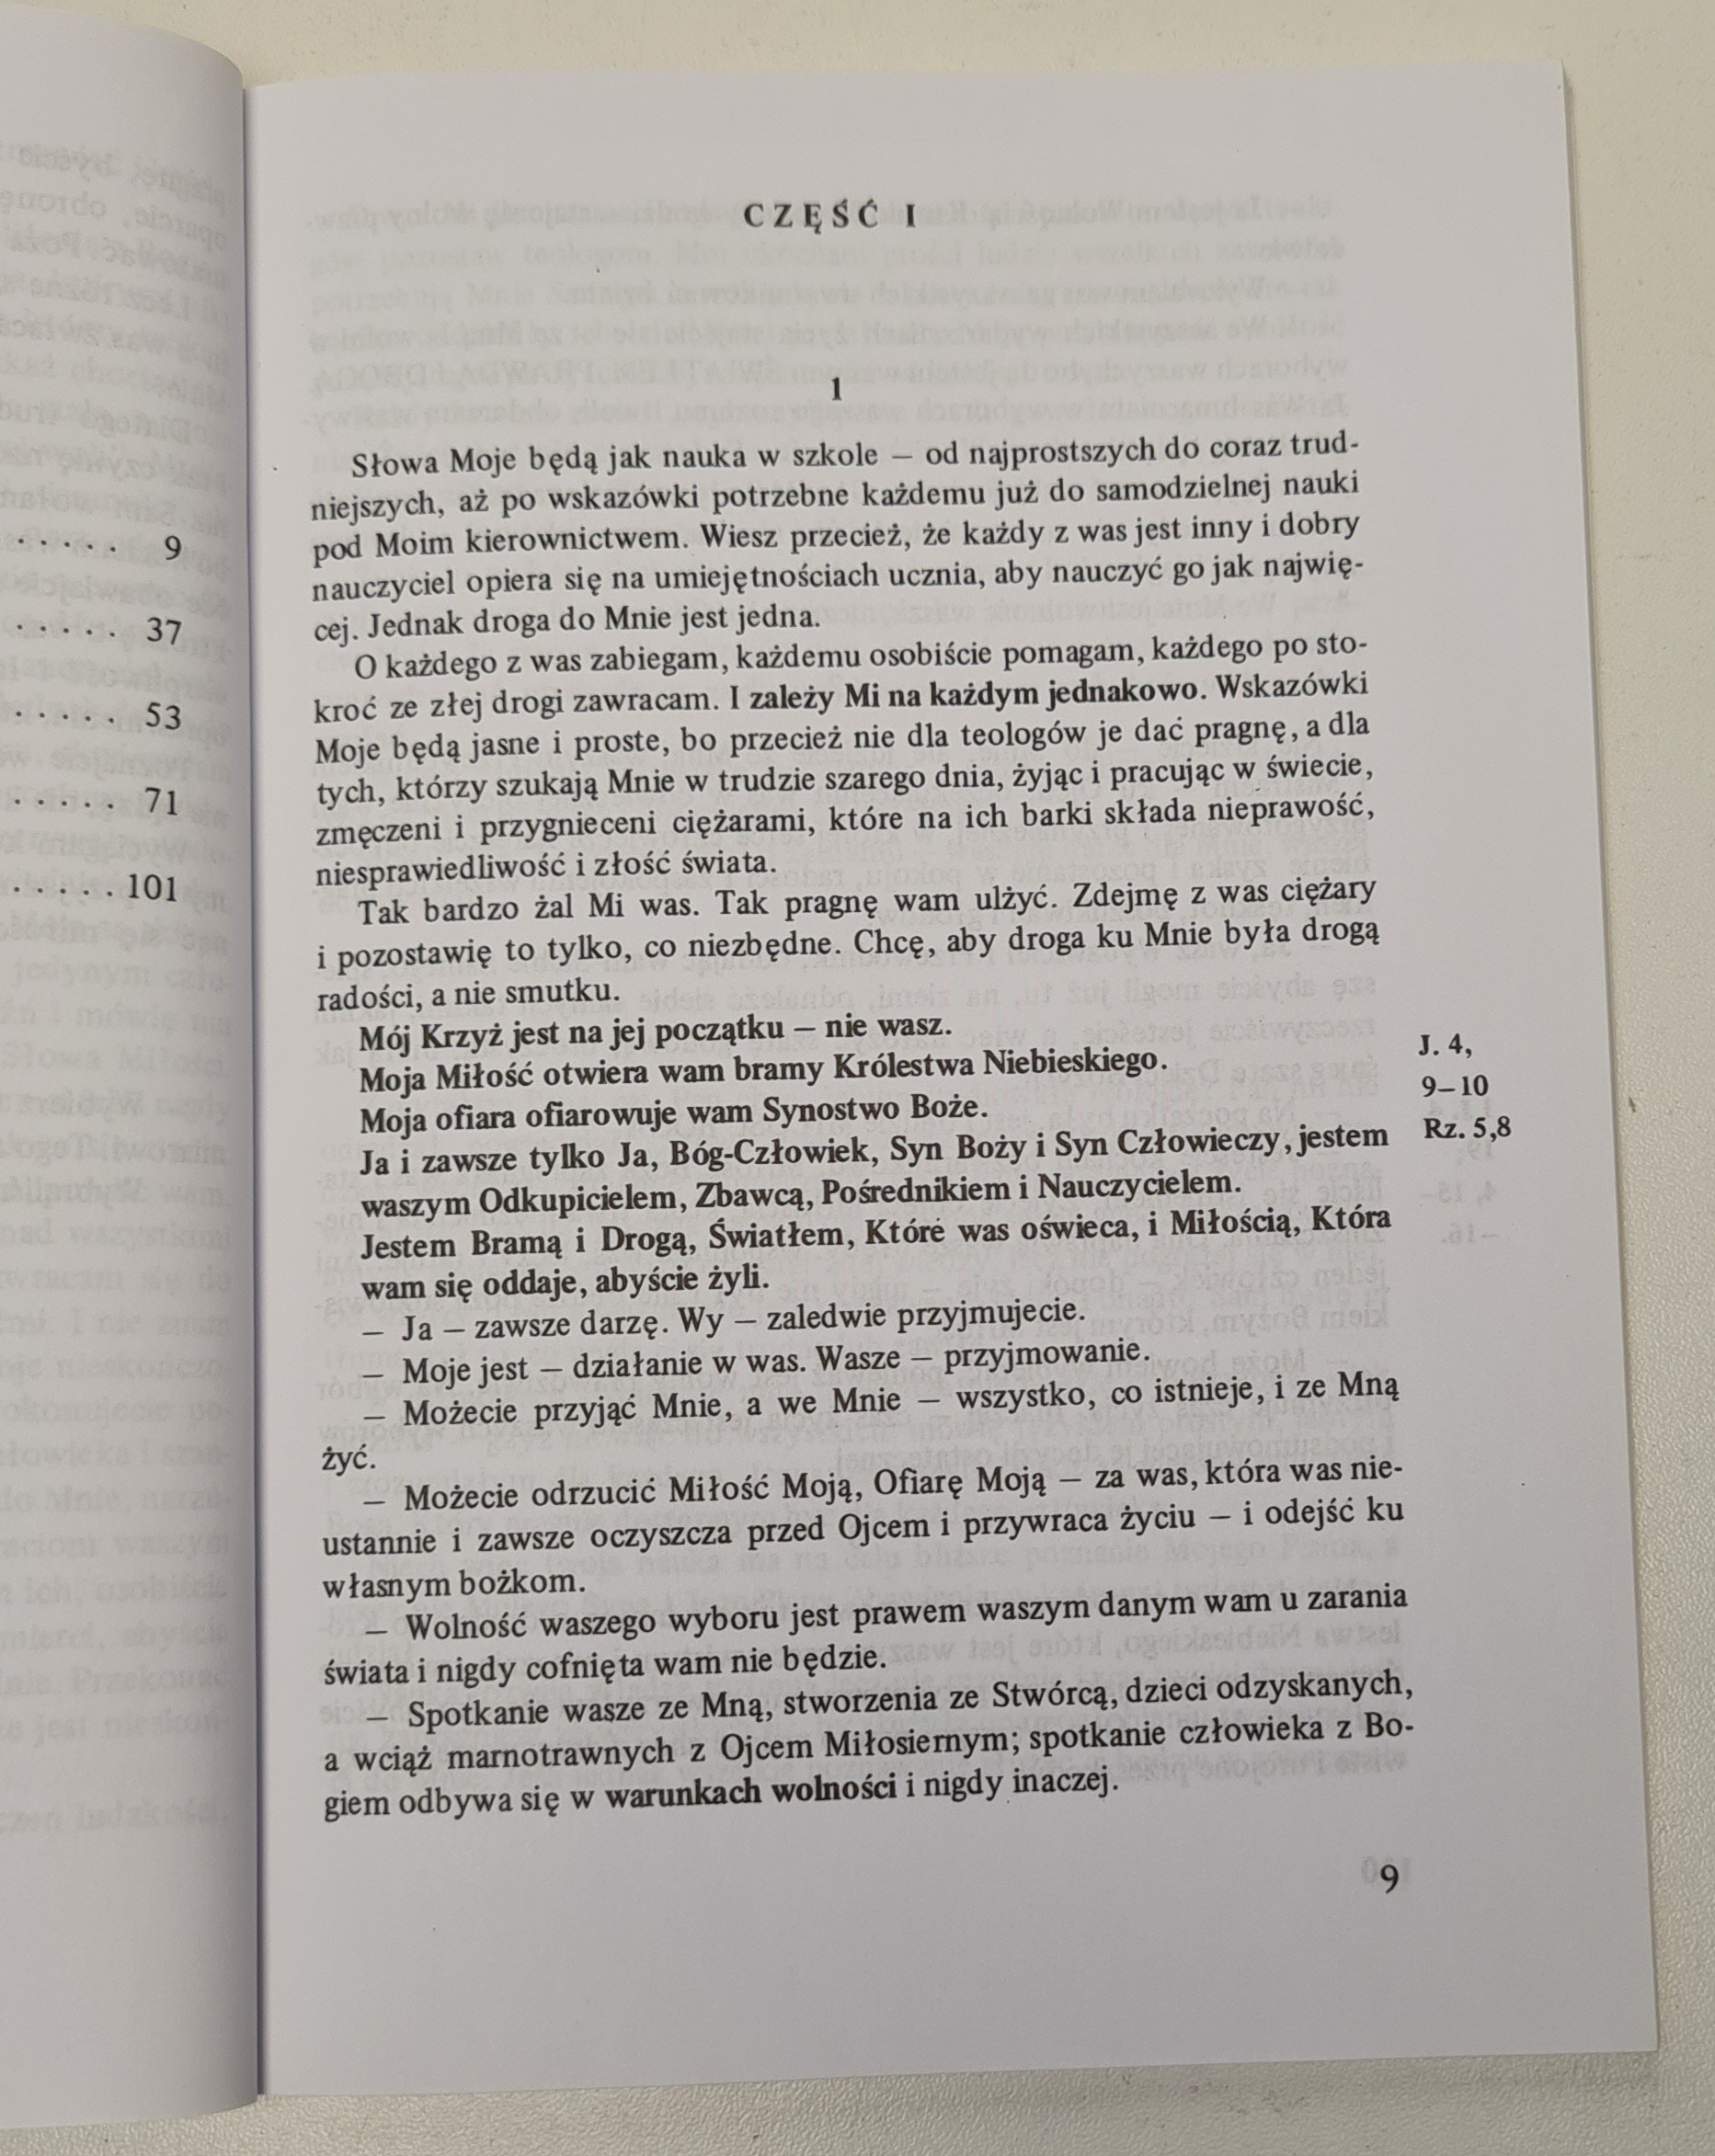 . . . . . 9
. . . . . 37
. . . . . 53
. . . . . 71
. . . . . 101
CZĘŚĆ I
1
Słowa Moje będą jak nauka w szkole – od najprostszych do coraz trud-
niejszych, aż po wskazówki potrzebne każdemu już do samodzielnej nauki
pod Moim kierownictwem. Wiesz przecież, że każdy z was jest inny i dobry
nauczyciel opiera się na umiejętnościach ucznia, aby nauczyć go jak najwię-
cej. Jednak droga do Mnie jest jedna.
O każdego z was zabiegam, każdemu osobiście pomagam, każdego po sto-
kroć ze złej drogi zawracam. I zależy Mi na każdym jednakowo. Wskazówki
Moje będą jasne i proste, bo przecież nie dla teologów je dać pragnę, a dla
tych, którzy szukają Mnie w trudzie szarego dnia, żyjąc i pracując w świecie,
zmęczeni i przygnieceni ciężarami, które na ich barki składa nieprawość,
niesprawiedliwość i złość świata.
Tak bardzo żal Mi was. Tak pragnę wam ulżyć. Zdejmę z was ciężary
i pozostawię to tylko, co niezbędne. Chcę, aby droga ku Mnie była drogą
radości, a nie smutku.
Mój Krzyż jest na jej początku – nie wasz.
Moja Miłość otwiera wam bramy Królestwa Niebieskiego.
Moja ofiara ofiarowuje wam Synostwo Boże.
Ja i zawsze tylko Ja, Bóg-Człowiek, Syn Boży i Syn Człowieczy, jestem
waszym Odkupicielem, Zbawcą, Pośrednikiem i Nauczycielem.
Jestem Bramą i Drogą, Światłem, Które was oświeca, i Miłością, Która
wam się oddaje, abyście żyli.
– Ja – zawsze darzę. Wy – zaledwie przyjmujecie.
– Moje jest – działanie w was. Wasze – przyjmowanie.
– Możecie przyjąć Mnie, a we Mnie – wszystko, co istnieje, i ze Mną
żyć.
– Możecie odrzucić Miłość Moją, Ofiarę Moją – za was, która was nie-
ustannie i zawsze oczyszcza przed Ojcem i przywraca życiu – i odejść ku
własnym bożkom.
– Wolność waszego wyboru jest prawem waszym danym wam u zarania
świata i nigdy cofnięta wam nie będzie.
– Spotkanie wasze ze Mną, stworzenia ze Stwórcą, dzieci odzyskanych,
a wciąż marnotrawnych z Ojcem Miłosiernym; spotkanie człowieka z Bo-
giem odbywa się w warunkach wolności i nigdy inaczej.
J. 4,
9–10
Rz. 5,8
9